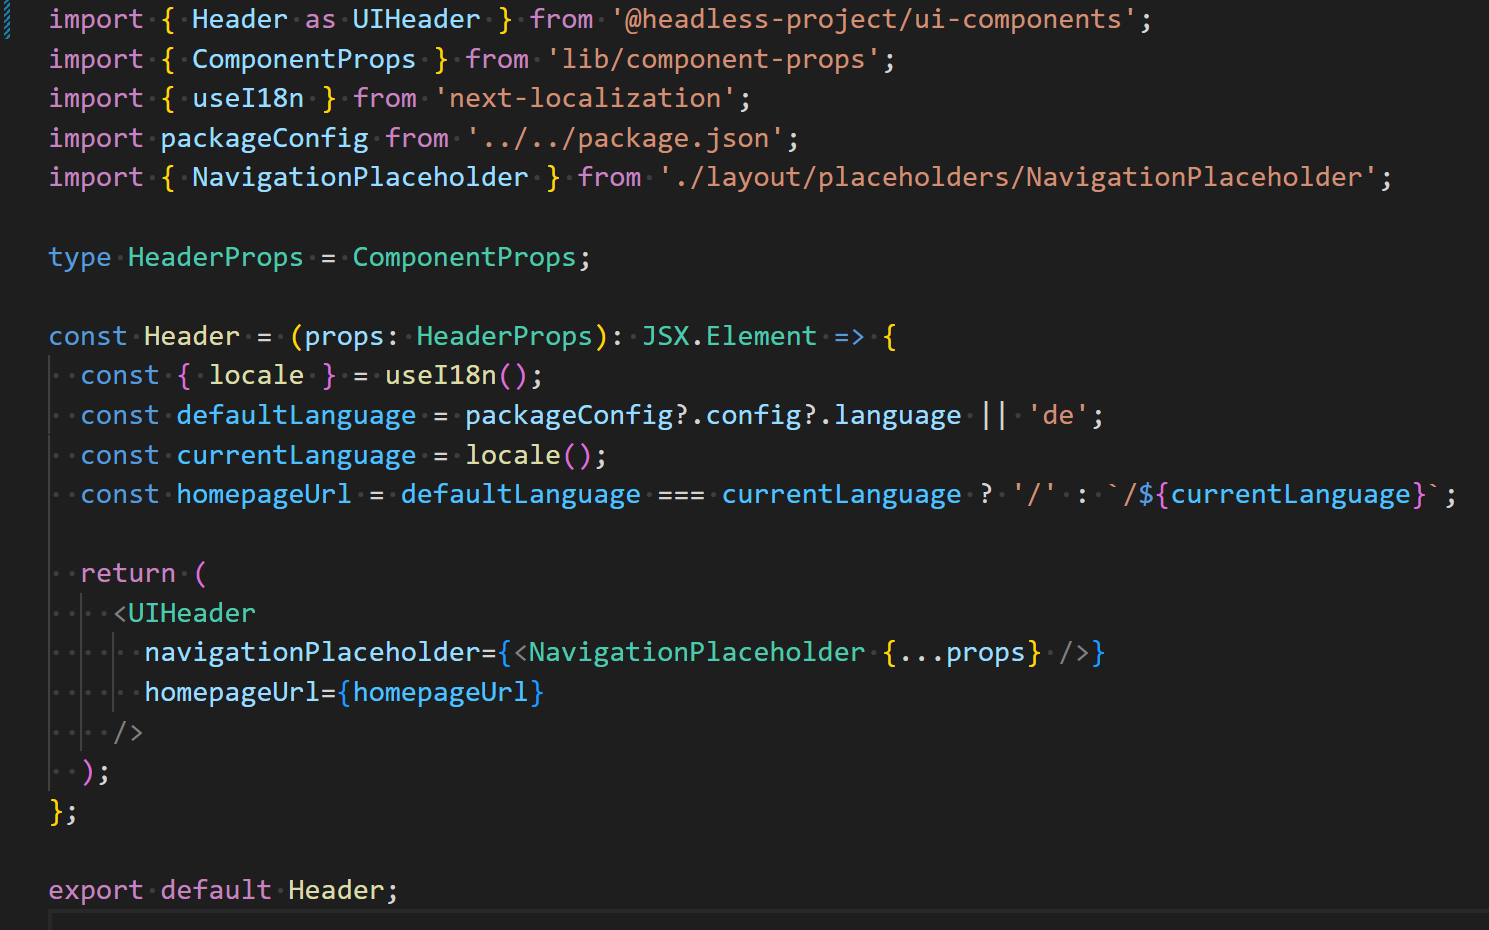 import { Header as UIHeader } from '@headless-project/ui-components';
import { ComponentProps } from 'lib/component-props';
import { useI18n } from 'next-localization';
import packageConfig from '../../package.json';
import { NavigationPlaceholder } from './layout/placeholders/NavigationPlaceholder';

type HeaderProps = ComponentProps;

const Header = (props: HeaderProps): JSX.Element => {
  const { locale } = useI18n();
  const defaultLanguage = packageConfig?.config?.language || 'de';
  const currentLanguage = locale();
  const homepageUrl = defaultLanguage === currentLanguage ? '/' : `/${currentLanguage}`;

  return (
    <UIHeader
      navigationPlaceholder={<NavigationPlaceholder {...props} />}
      homepageUrl={homepageUrl}
    />
  );
};

export default Header;